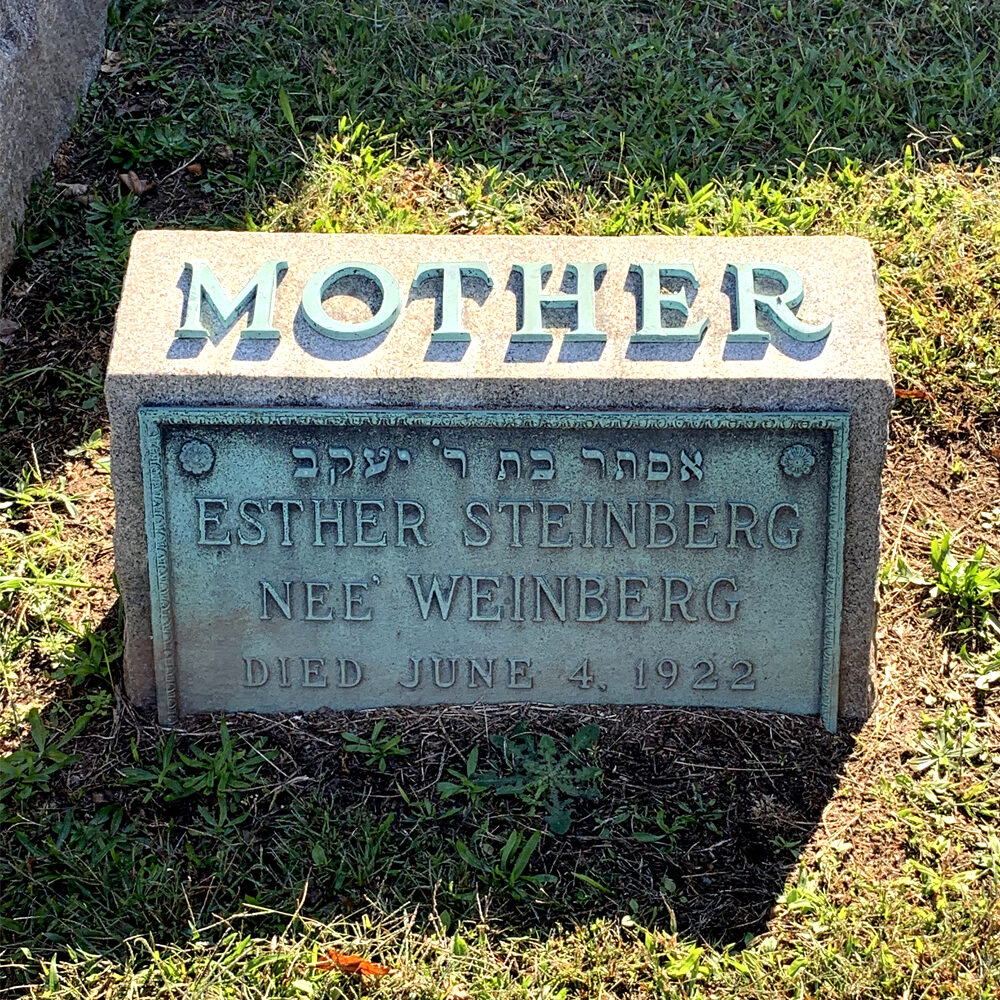 MOTHER
אסתר בת ר' יעקב
ESTHER STEINBERG
NEE' WEINBERG
DIED JUNE 4, 1922